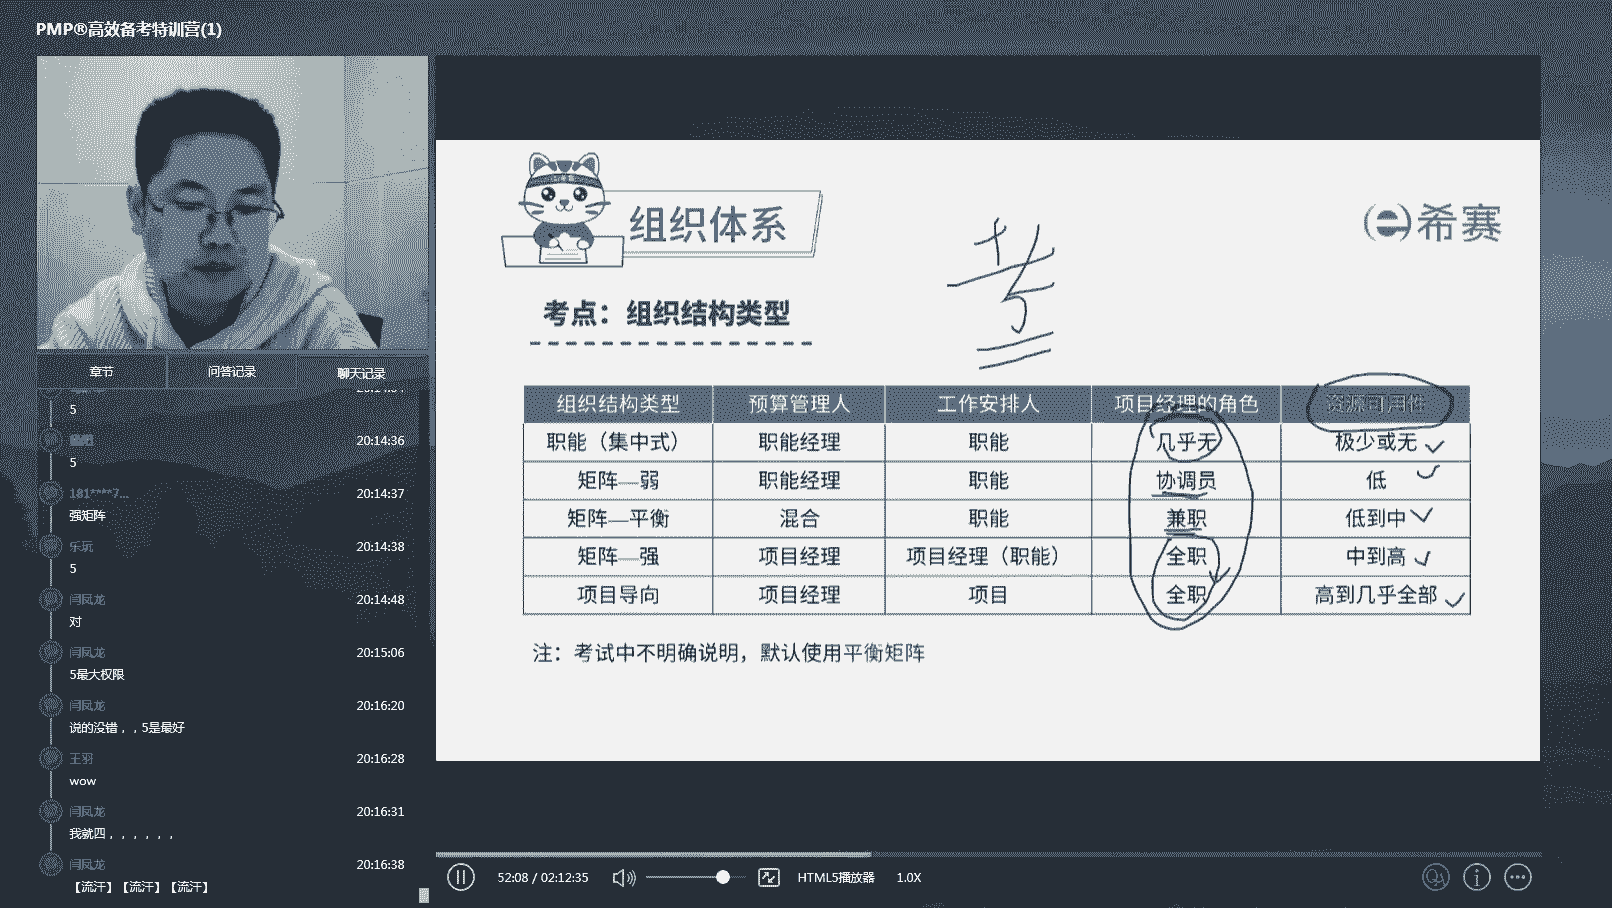 PMP®高效备考特训营(1)
章节 问答记录 聊天记录
5
20:14:36
5
181****7... 20:14:37
强矩阵
乐玩 20:14:38
5
闫凤龙 20:14:48
对
闫凤龙 20:15:06
5最大权限
闫凤龙 20:16:20
说的没错，，5是最好
王羽 20:16:28
wow
闫凤龙 20:16:31
我就四，，，，，，
闫凤龙 20:16:38
【流汗】【流汗】【流汗】
组织体系
希赛
考
考点：组织结构类型
组织结构类型 预算管理人 工作安排人 项目经理的角色 资源可用性
职能（集中式） 职能经理 职能 几乎无 极少或无
矩阵—弱 职能经理 职能 协调员 低
矩阵—平衡 混合 职能 兼职 低到中
矩阵—强 项目经理 项目经理（职能） 全职 中到高
项目导向 项目经理 项目 全职 高到几乎全部
注：考试中不明确说明，默认使用平衡矩阵
52:08 / 02:12:35 HTML5播放器 1.0X